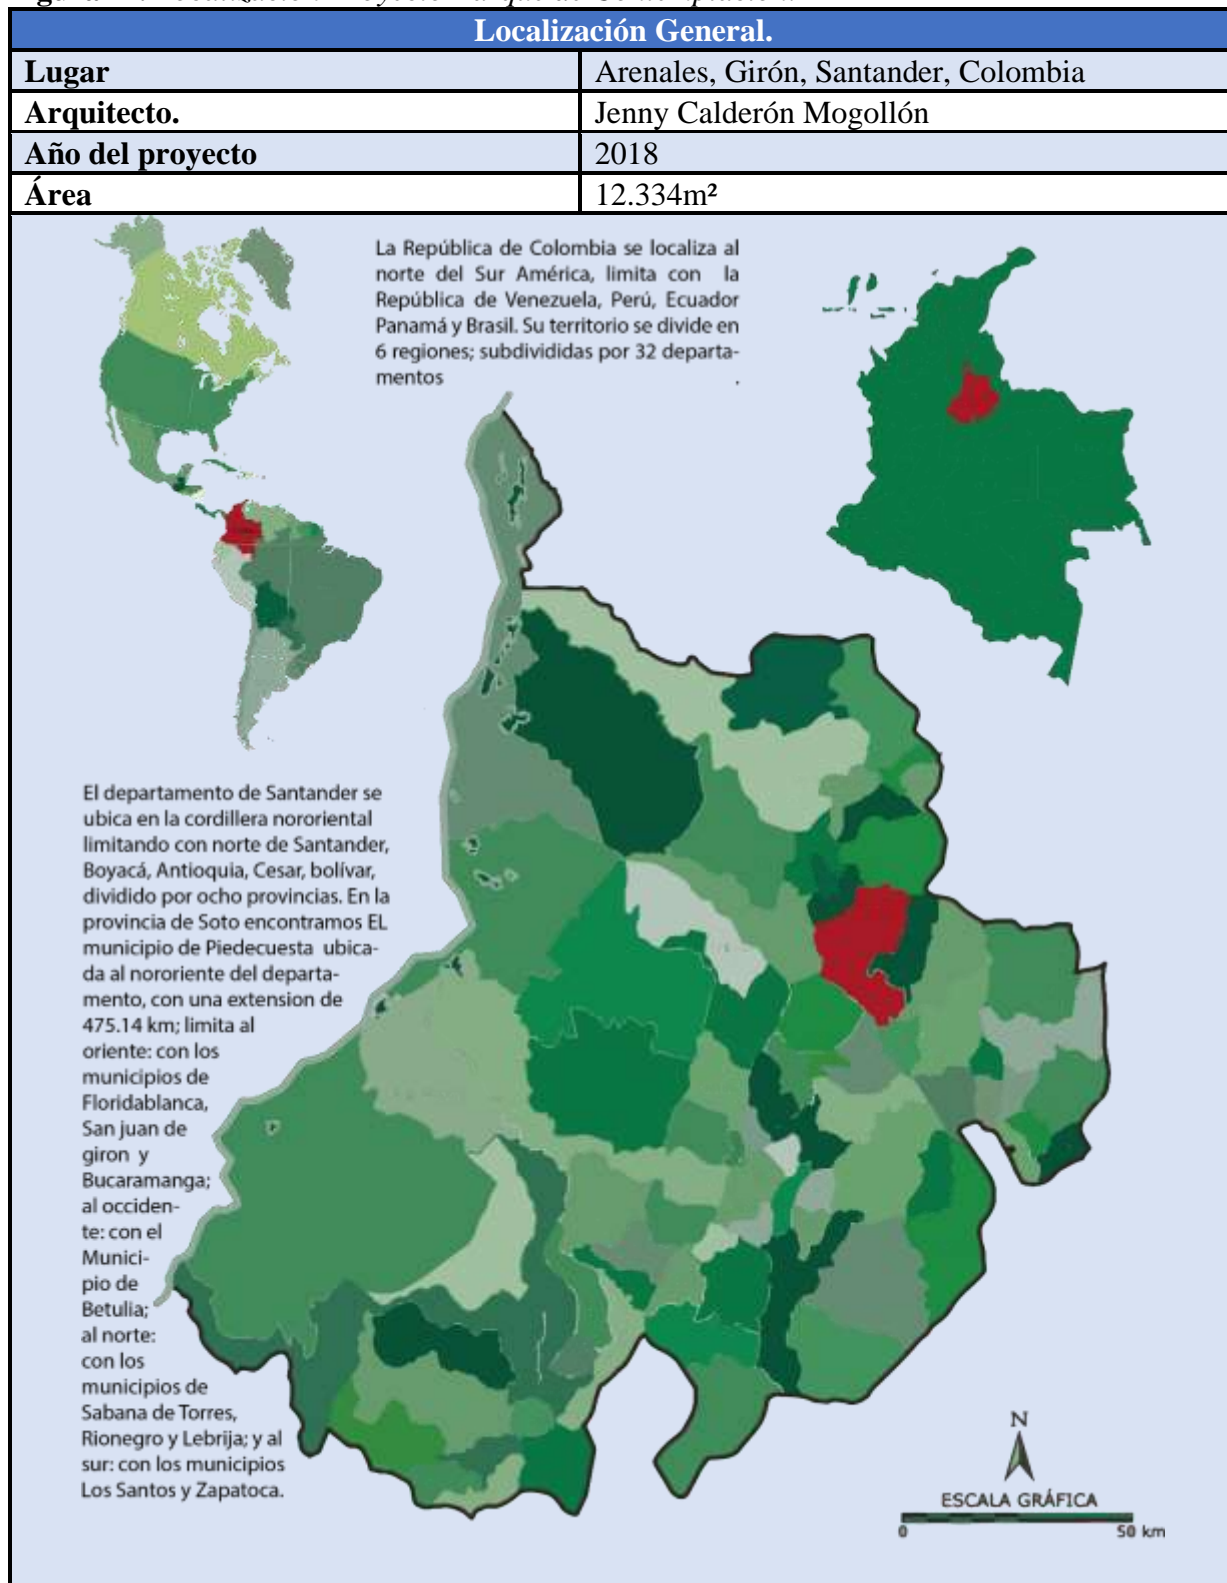 Localización General.
Lugar Arenales, Girón, Santander, Colombia
Arquitecto. Jenny Calderón Mogollón
Año del proyecto 2018
Área 12.334m²
La República de Colombia se localiza al
norte del Sur América, limita con la
República de Venezuela, Perú, Ecuador
Panamá y Brasil. Su territorio se divide en
6 regiones; subdivididas por 32 departa-
mentos .
El departamento de Santander se
ubica en la cordillera nororiental
limitando con norte de Santander,
Boyacá, Antioquia, Cesar, bolívar,
dividido por ocho provincias. En la
provincia de Soto encontramos EL
municipio de Piedecuesta ubica-
da al nororiente del departa-
mento, con una extension de
475.14 km; limita al
oriente: con los
municipios de
Floridablanca,
San juan de
giron y
Bucaramanga;
al occiden-
te: con el
Munici-
pio de
Betulia;
al norte:
con los
municipios de
Sabana de Torres,
Rionegro y Lebrija; y al
sur: con los municipios
Los Santos y Zapatoca.
N
ESCALA GRÁFICA
0 50 km